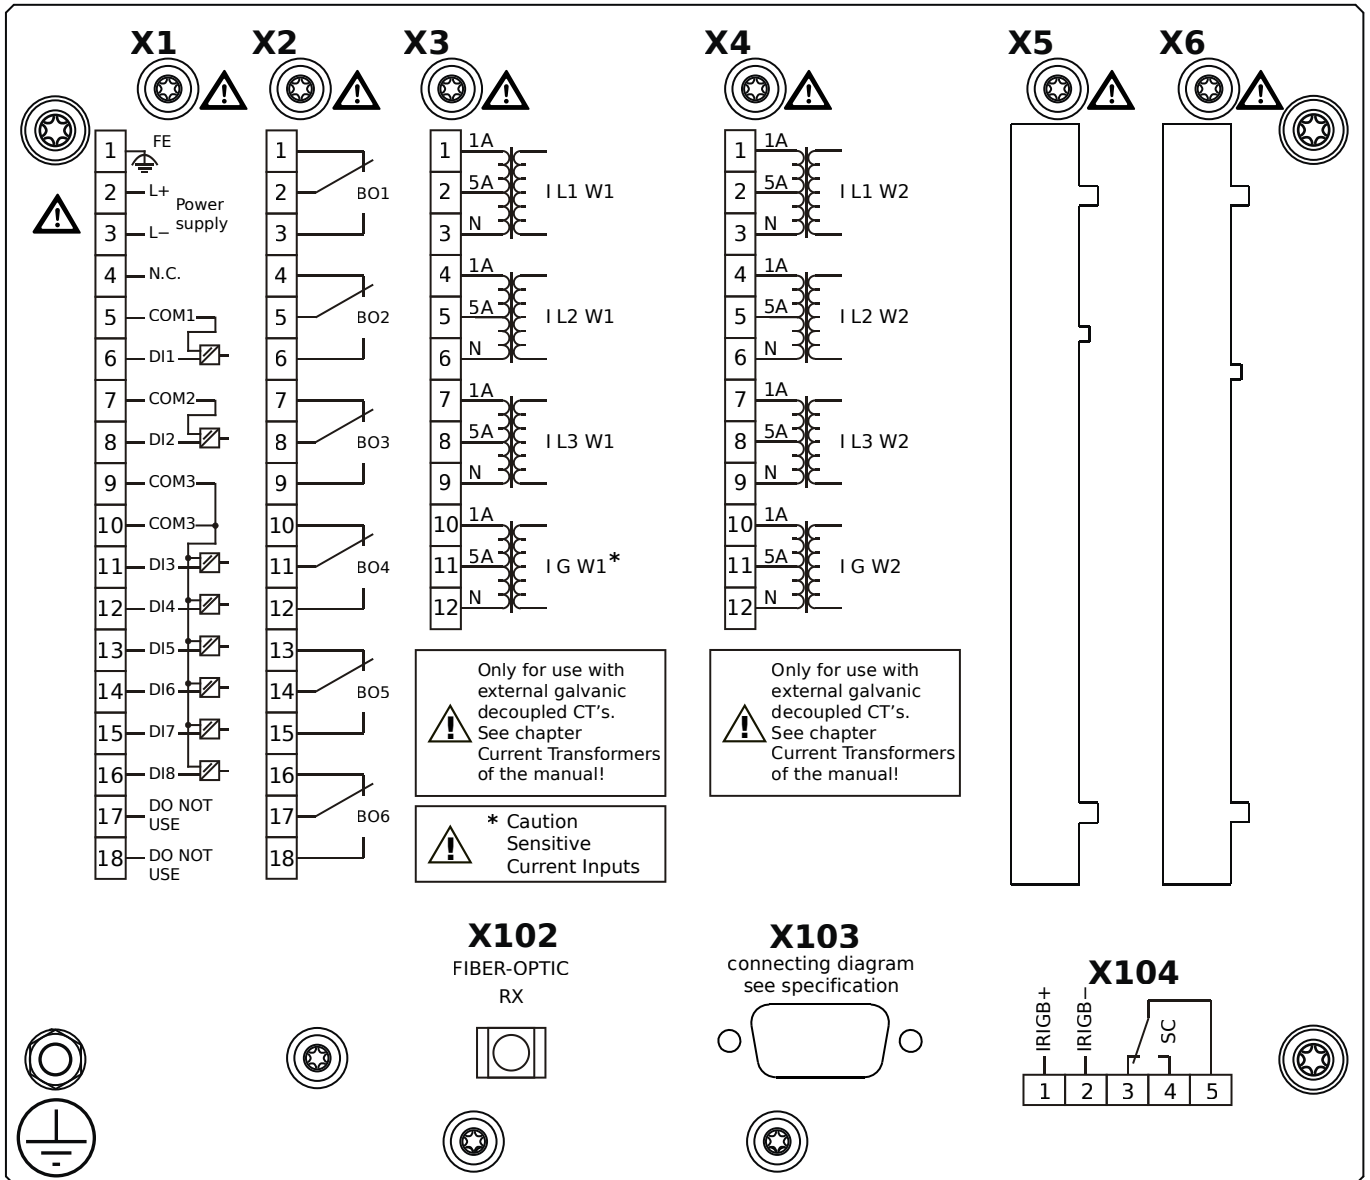 X1
X2
X3
X4
X5
X6
1 FE
2 L+
Power
supply
3 L−
4 N.C.
5 COM1
6 DI1
7 COM2
8 DI2
9 COM3
10 COM3
11 DI3
12 DI4
13 DI5
14 DI6
15 DI7
16 DI8
17 DO NOT
USE
18 DO NOT
USE
1
2 BO1
3
4
5 BO2
6
7
8 BO3
9
10
11 BO4
12
13
14 BO5
15
16
17 BO6
18
1 1A
2 5A I L1 W1
3 N
4 1A
5 5A I L2 W1
6 N
7 1A
8 5A I L3 W1
9 N
10 1A
11 5A I G W1*
12 N
Only for use with
external galvanic
decoupled CT's.
See chapter
Current Transformers
of the manual!
* Caution
Sensitive
Current Inputs
1 1A
2 5A I L1 W2
3 N
4 1A
5 5A I L2 W2
6 N
7 1A
8 5A I L3 W2
9 N
10 1A
11 5A I G W2
12 N
Only for use with
external galvanic
decoupled CT's.
See chapter
Current Transformers
of the manual!
X102
FIBER-OPTIC
RX
X103
connecting diagram
see specification
X104
IRIGB+
IRIGB−
SC
1 2 3 4 5